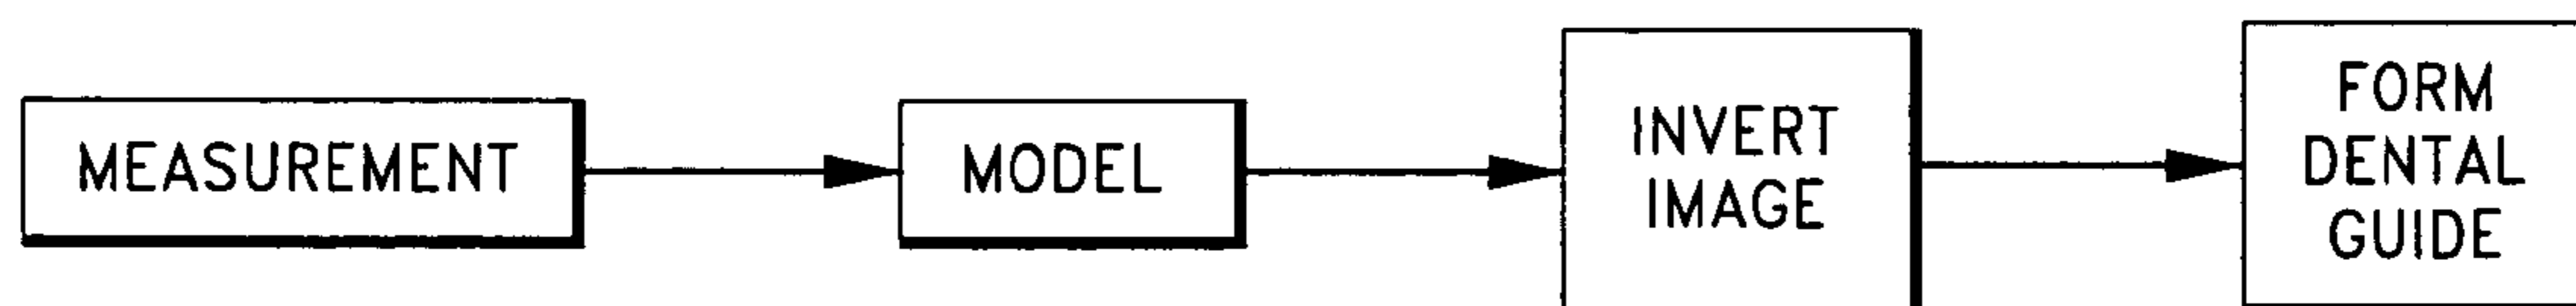 MEASUREMENT
MODEL
INVERT
IMAGE
FORM
DENTAL
GUIDE